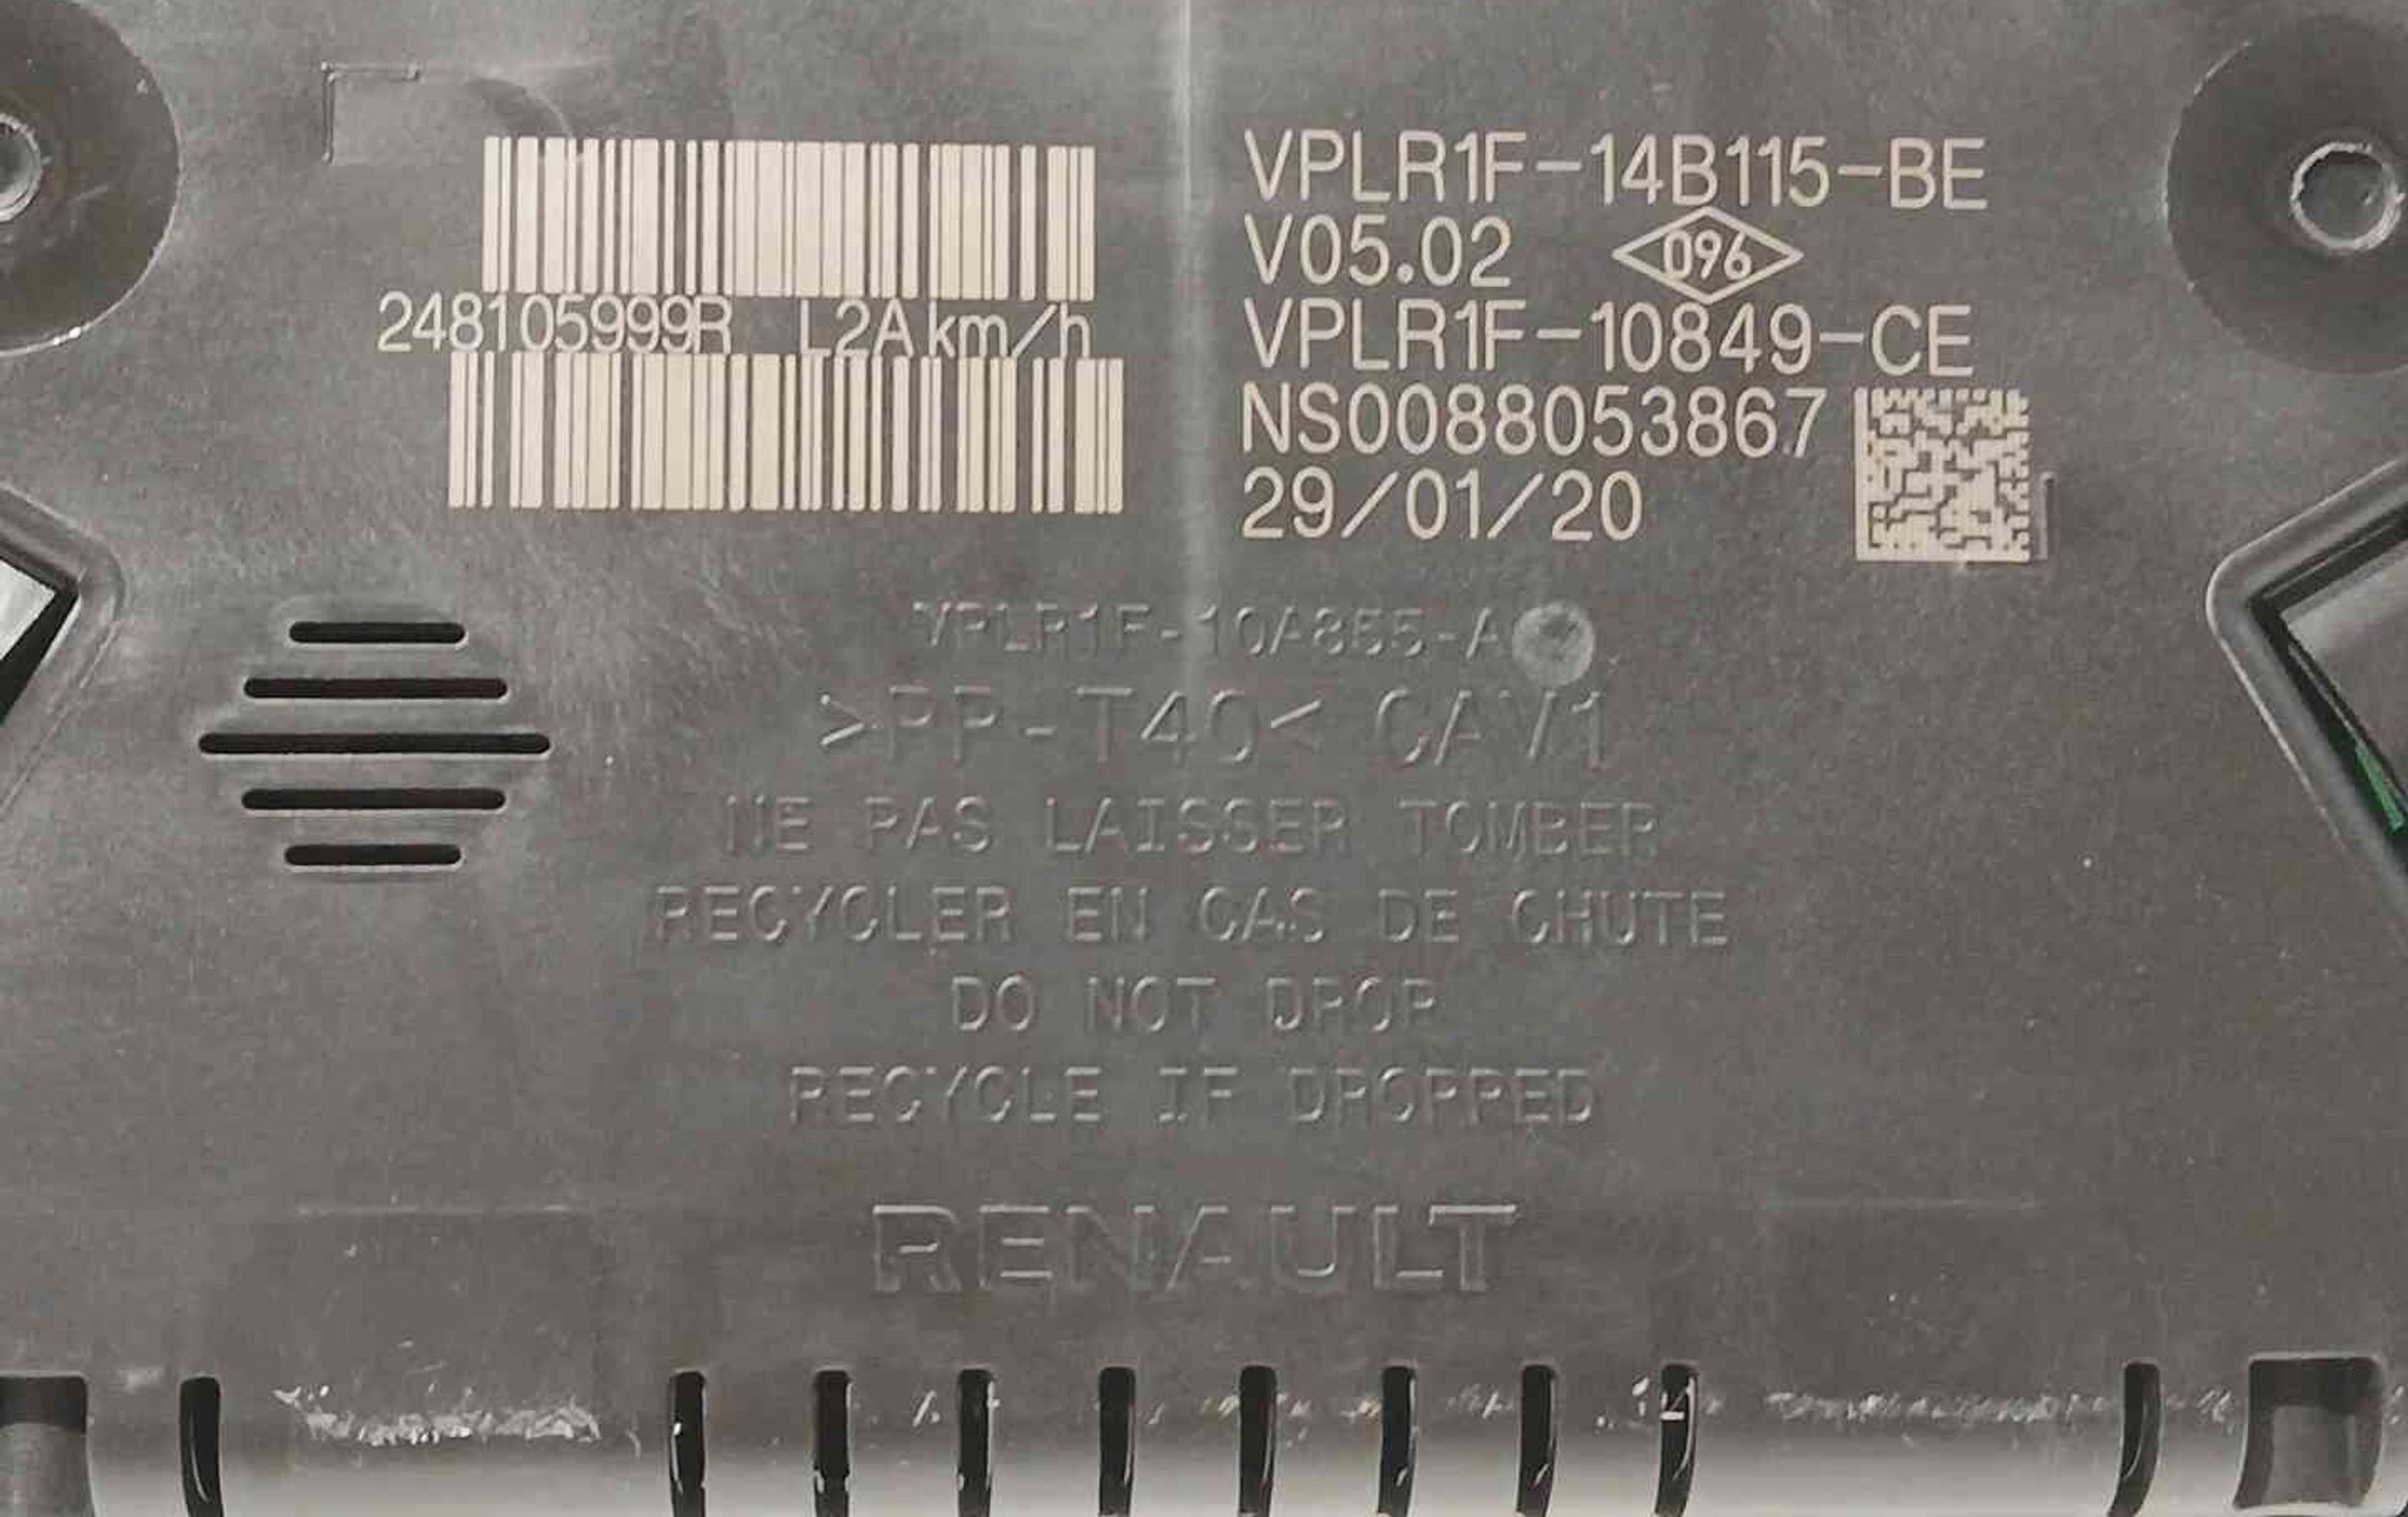 248105999R L2A km/h
VPLR1F-14B115-BE
V05.02 096
VPLR1F-10849-CE
NS0088053867
29/01/20
VPLR1F-10A855-A
>PP-T40< CAV1
NE PAS LAISSER TOMBER
RECYCLER EN CAS DE CHUTE
DO NOT DROP
RECYCLE IF DROPPED
RENAULT